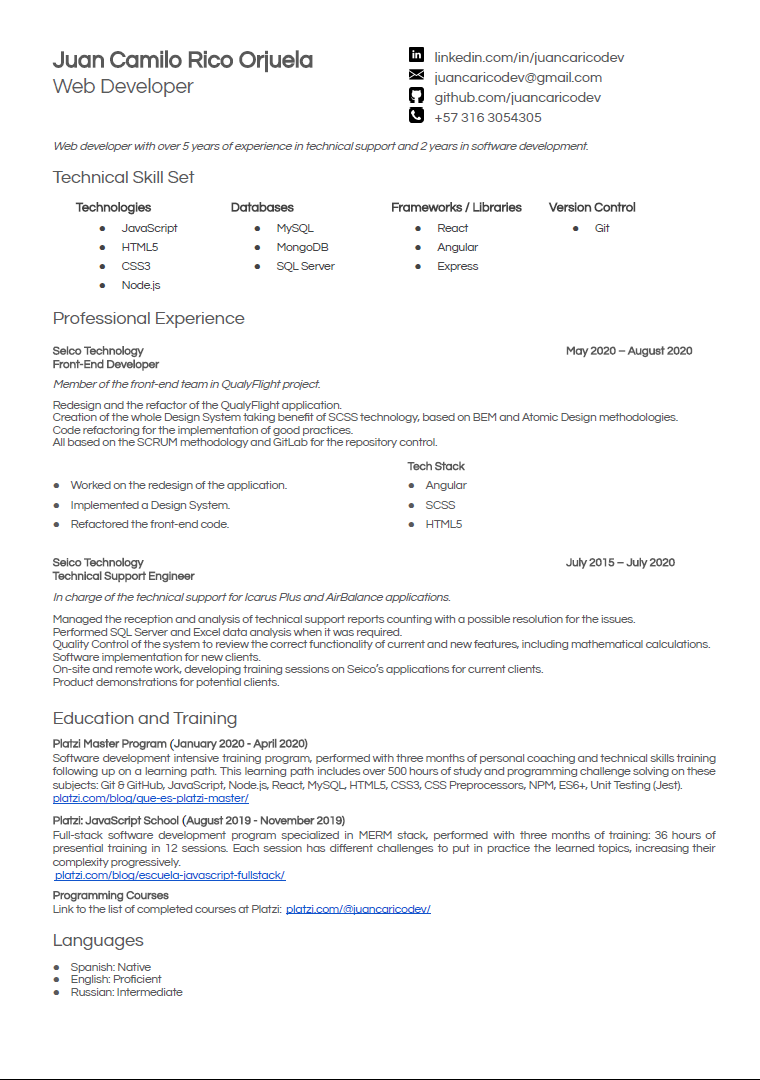 Juan Camilo Rico Orjuela
Web Developer
linkedin.com/in/juancaricodev
juancaricodev@gmail.com
github.com/juancaricodev
+57 316 3054305
Web developer with over 5 years of experience in technical support and 2 years in software development.
Technical Skill Set
Technologies
● JavaScript
● HTML5
● CSS3
● Node.js
Databases
● MySQL
● MongoDB
● SQL Server
Frameworks / Libraries
● React
● Angular
● Express
Version Control
● Git
Professional Experience
Seico Technology May 2020 – August 2020
Front-End Developer
Member of the front-end team in QualyFlight project.
Redesign and the refactor of the QualyFlight application.
Creation of the whole Design System taking benefit of SCSS technology, based on BEM and Atomic Design methodologies.
Code refactoring for the implementation of good practices.
All based on the SCRUM methodology and GitLab for the repository control.
● Worked on the redesign of the application.
● Implemented a Design System.
● Refactored the front-end code.
Tech Stack
● Angular
● SCSS
● HTML5
Seico Technology July 2015 – July 2020
Technical Support Engineer
In charge of the technical support for Icarus Plus and AirBalance applications.
Managed the reception and analysis of technical support reports counting with a possible resolution for the issues.
Performed SQL Server and Excel data analysis when it was required.
Quality Control of the system to review the correct functionality of current and new features, including mathematical calculations.
Software implementation for new clients.
On-site and remote work, developing training sessions on Seico's applications for current clients.
Product demonstrations for potential clients.
Education and Training
Platzi Master Program (January 2020 - April 2020)
Software development intensive training program, performed with three months of personal coaching and technical skills training
following up on a learning path. This learning path includes over 500 hours of study and programming challenge solving on these
subjects: Git & GitHub, JavaScript, Node.js, React, MySQL, HTML5, CSS3, CSS Preprocessors, NPM, ES6+, Unit Testing (Jest).
platzi.com/blog/que-es-platzi-master/
Platzi: JavaScript School (August 2019 - November 2019)
Full-stack software development program specialized in MERM stack, performed with three months of training: 36 hours of
presential training in 12 sessions. Each session has different challenges to put in practice the learned topics, increasing their
complexity progressively.
platzi.com/blog/escuela-javascript-fullstack/
Programming Courses
Link to the list of completed courses at Platzi: platzi.com/@juancaricodev/
Languages
● Spanish: Native
● English: Proficient
● Russian: Intermediate